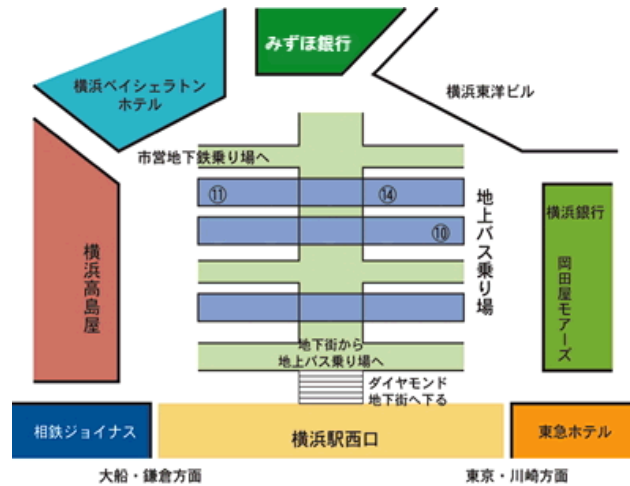 みずほ銀行
横浜ベイシェラトン
ホテル
横浜東洋ビル
市営地下鉄乗り場へ
⑪
⑭
⑩
地上バス乗り場
横浜銀行
岡田屋モアーズ
横浜高島屋
地下街から
地上バス乗り場へ
ダイヤモンド
地下街へ下る
相鉄ジョイナス
横浜駅西口
東急ホテル
大船・鎌倉方面
東京・川崎方面